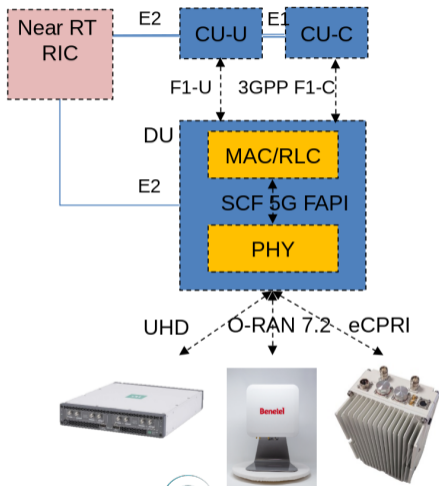 Near RT
RIC
E2
CU-U
E1
CU-C
F1-U
3GPP F1-C
DU
MAC/RLC
E2
SCF 5G FAPI
PHY
UHD
O-RAN 7.2
eCPRI
Benetel